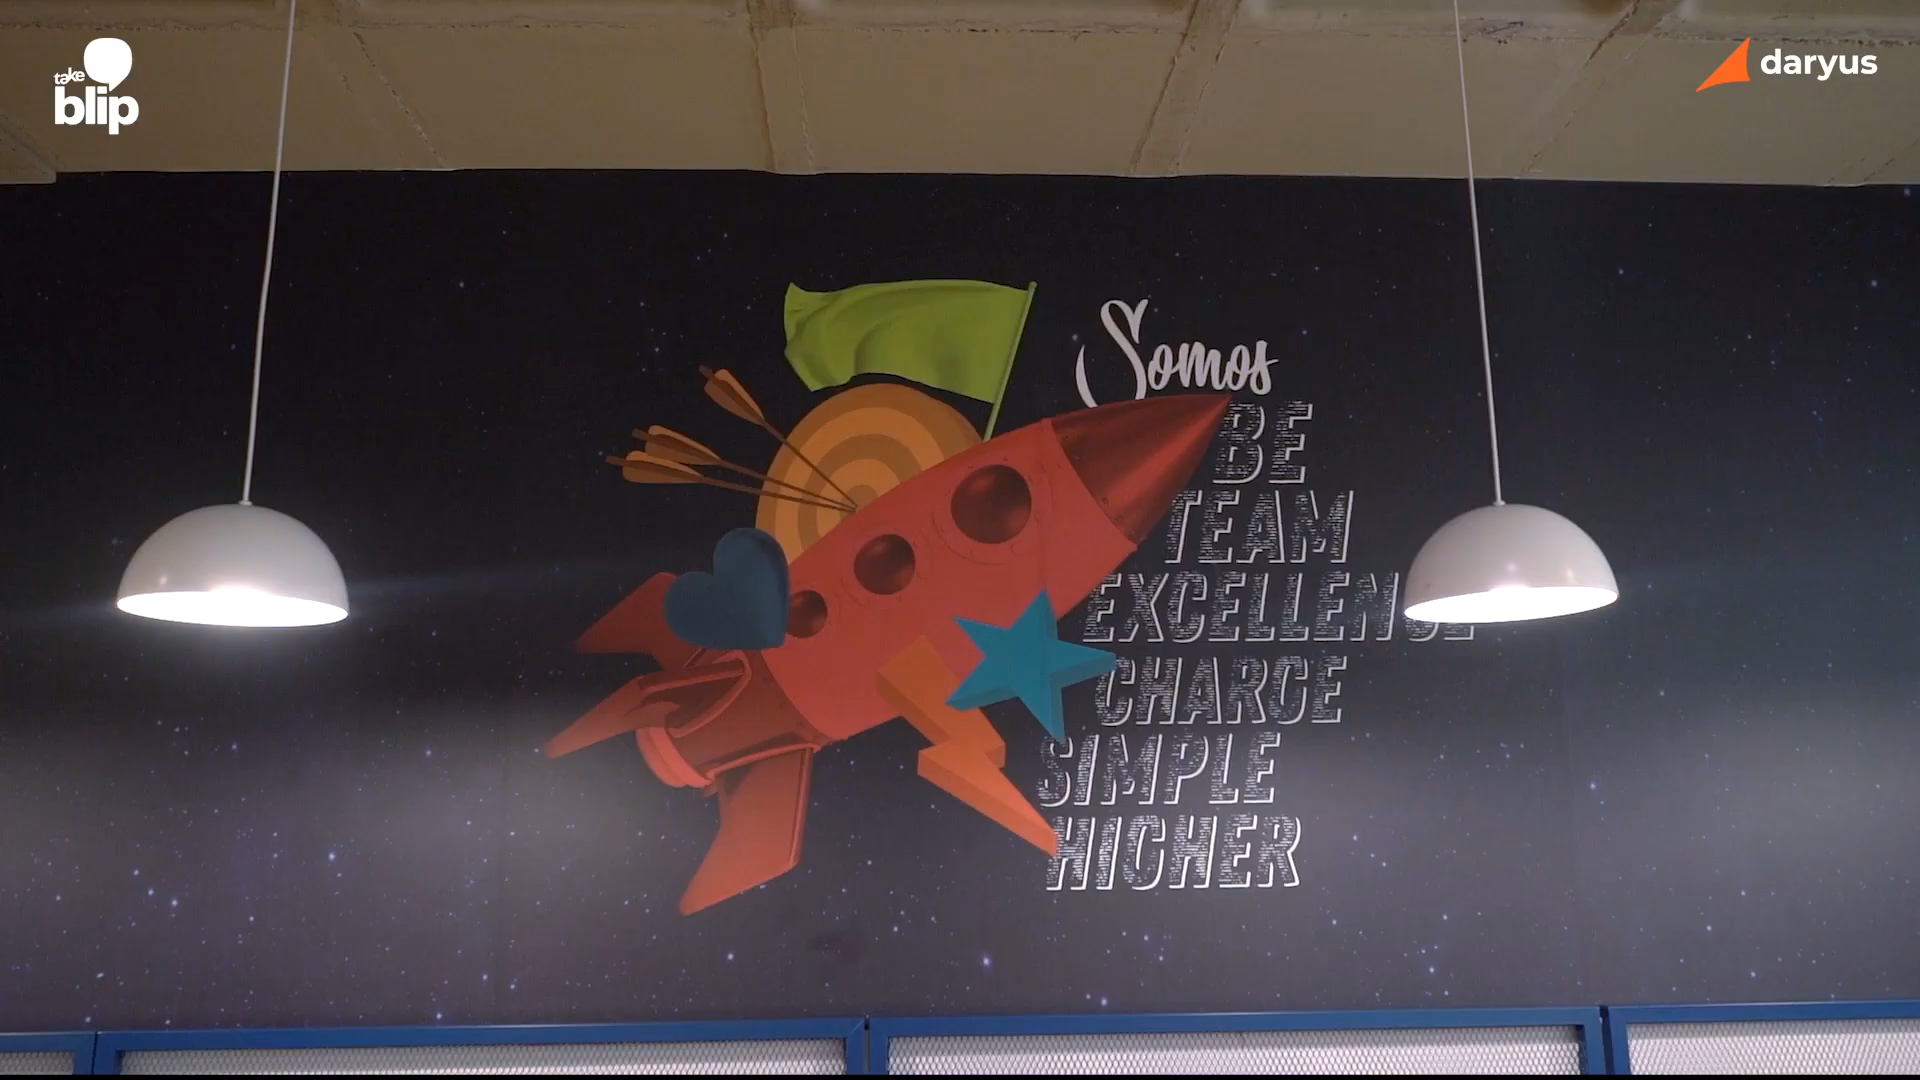 take
blip
daryus
Somos
BE
TEAM
EXCELLENCE
CHARGE
SIMPLE
HIGHER